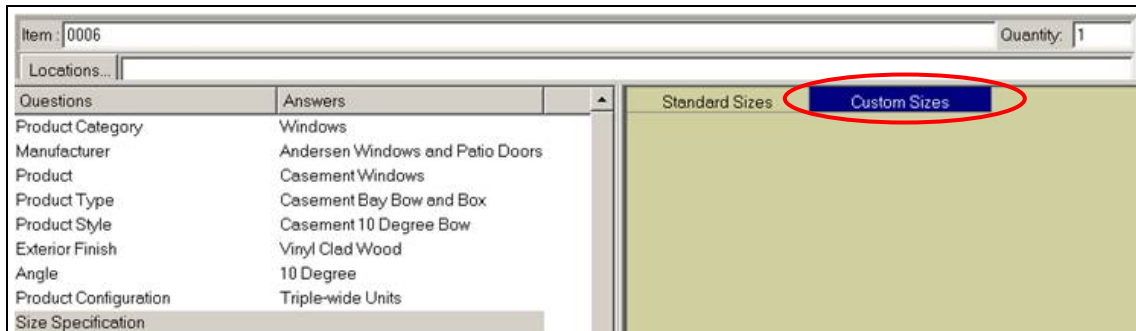 Item : 0006 Quantity: 1
Locations...
Questions Answers Standard Sizes Custom Sizes
Product Category Windows
Manufacturer Andersen Windows and Patio Doors
Product Casement Windows
Product Type Casement Bay Bow and Box
Product Style Casement 10 Degree Bow
Exterior Finish Vinyl Clad Wood
Angle 10 Degree
Product Configuration Triple-wide Units
Size Specification